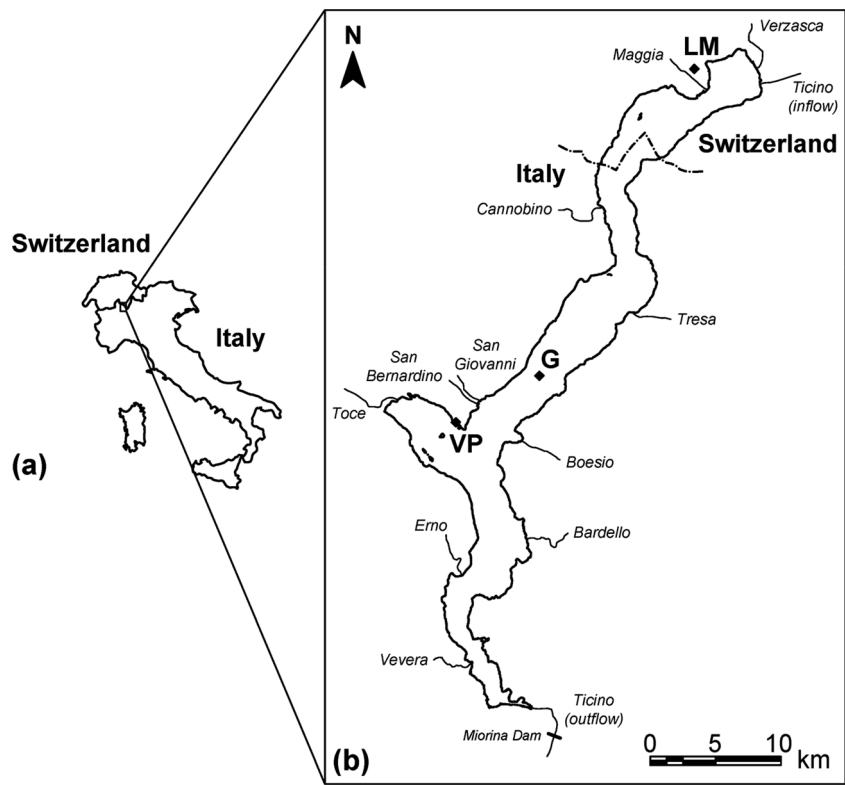 Switzerland
Italy
(a)
N
Verzasca
LM
Maggia
Ticino
(inflow)
Switzerland
Italy
Cannobino
Tresa
San
Giovanni
G
San
Bernardino
Toce
VP
Boesio
Erno
Bardello
Vevera
Ticino
(outflow)
Miorina Dam
0 5 10
km
(b)